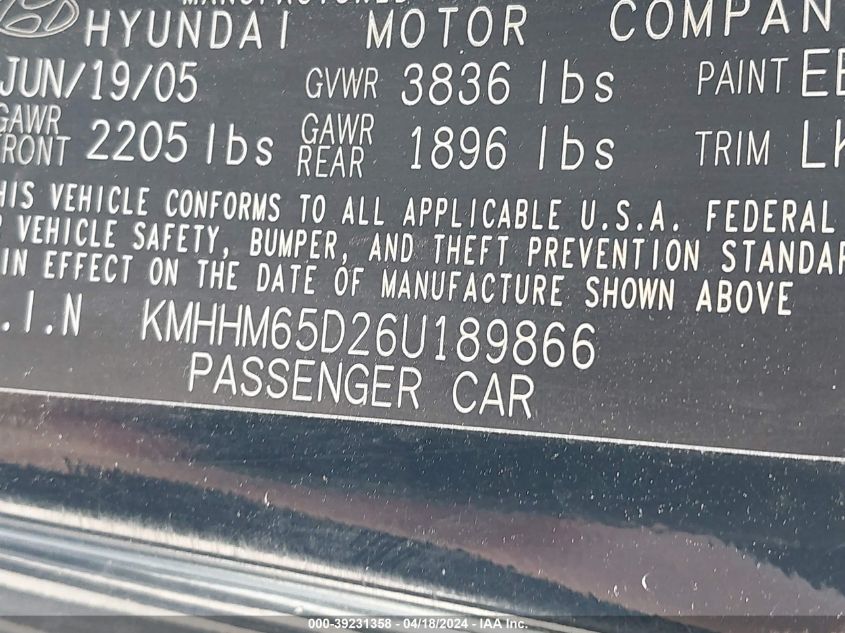 HYUNDAI MOTOR COMPAN
JUN/19/05 GVWR 3836 lbs PAINT EB
GAWR FRONT 2205 lbs GAWR REAR 1896 lbs TRIM LK
HIS VEHICLE CONFORMS TO ALL APPLICABLE U.S.A. FEDERAL
VEHICLE SAFETY, BUMPER, AND THEFT PREVENTION STANDAR
IN EFFECT ON THE DATE OF MANUFACTURE SHOWN ABOVE
.I.N KMHHM65D26U189866
PASSENGER CAR
000-39231358 - 04/18/2024 - IAA Inc.